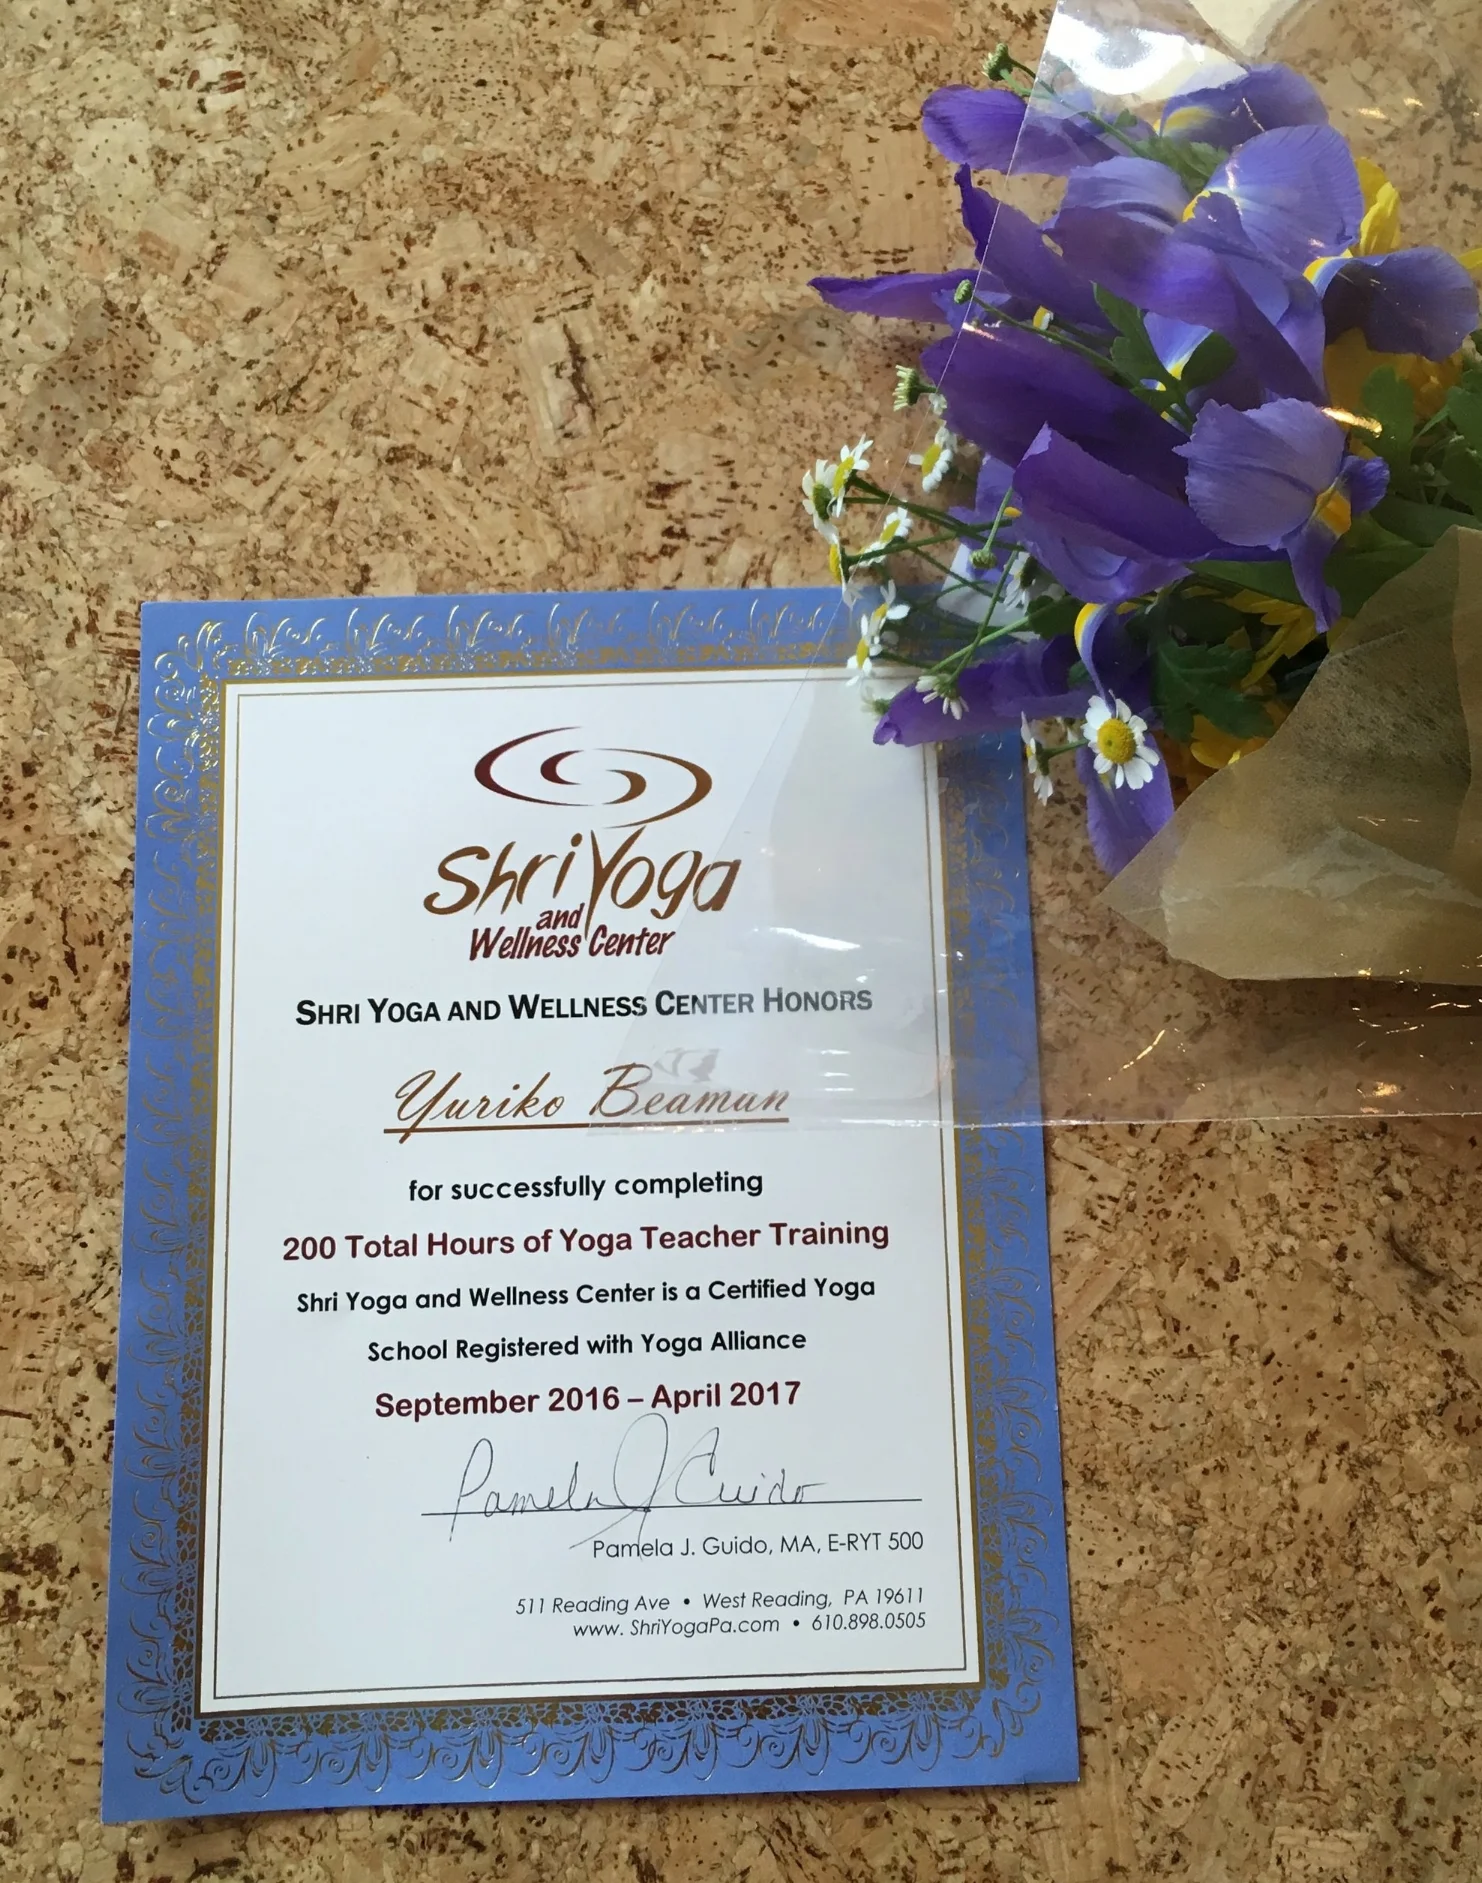 Shri Yoga
and
Wellness Center
SHRI YOGA AND WELLNESS CENTER HONORS
Yuriko Beamun
for successfully completing
200 Total Hours of Yoga Teacher Training
Shri Yoga and Wellness Center is a Certified Yoga
School Registered with Yoga Alliance
September 2016 – April 2017
Pamela J Guido
Pamela J. Guido, MA, E-RYT 500
511 Reading Ave • West Reading, PA 19611
www. ShriYogaPa.com • 610.898.0505